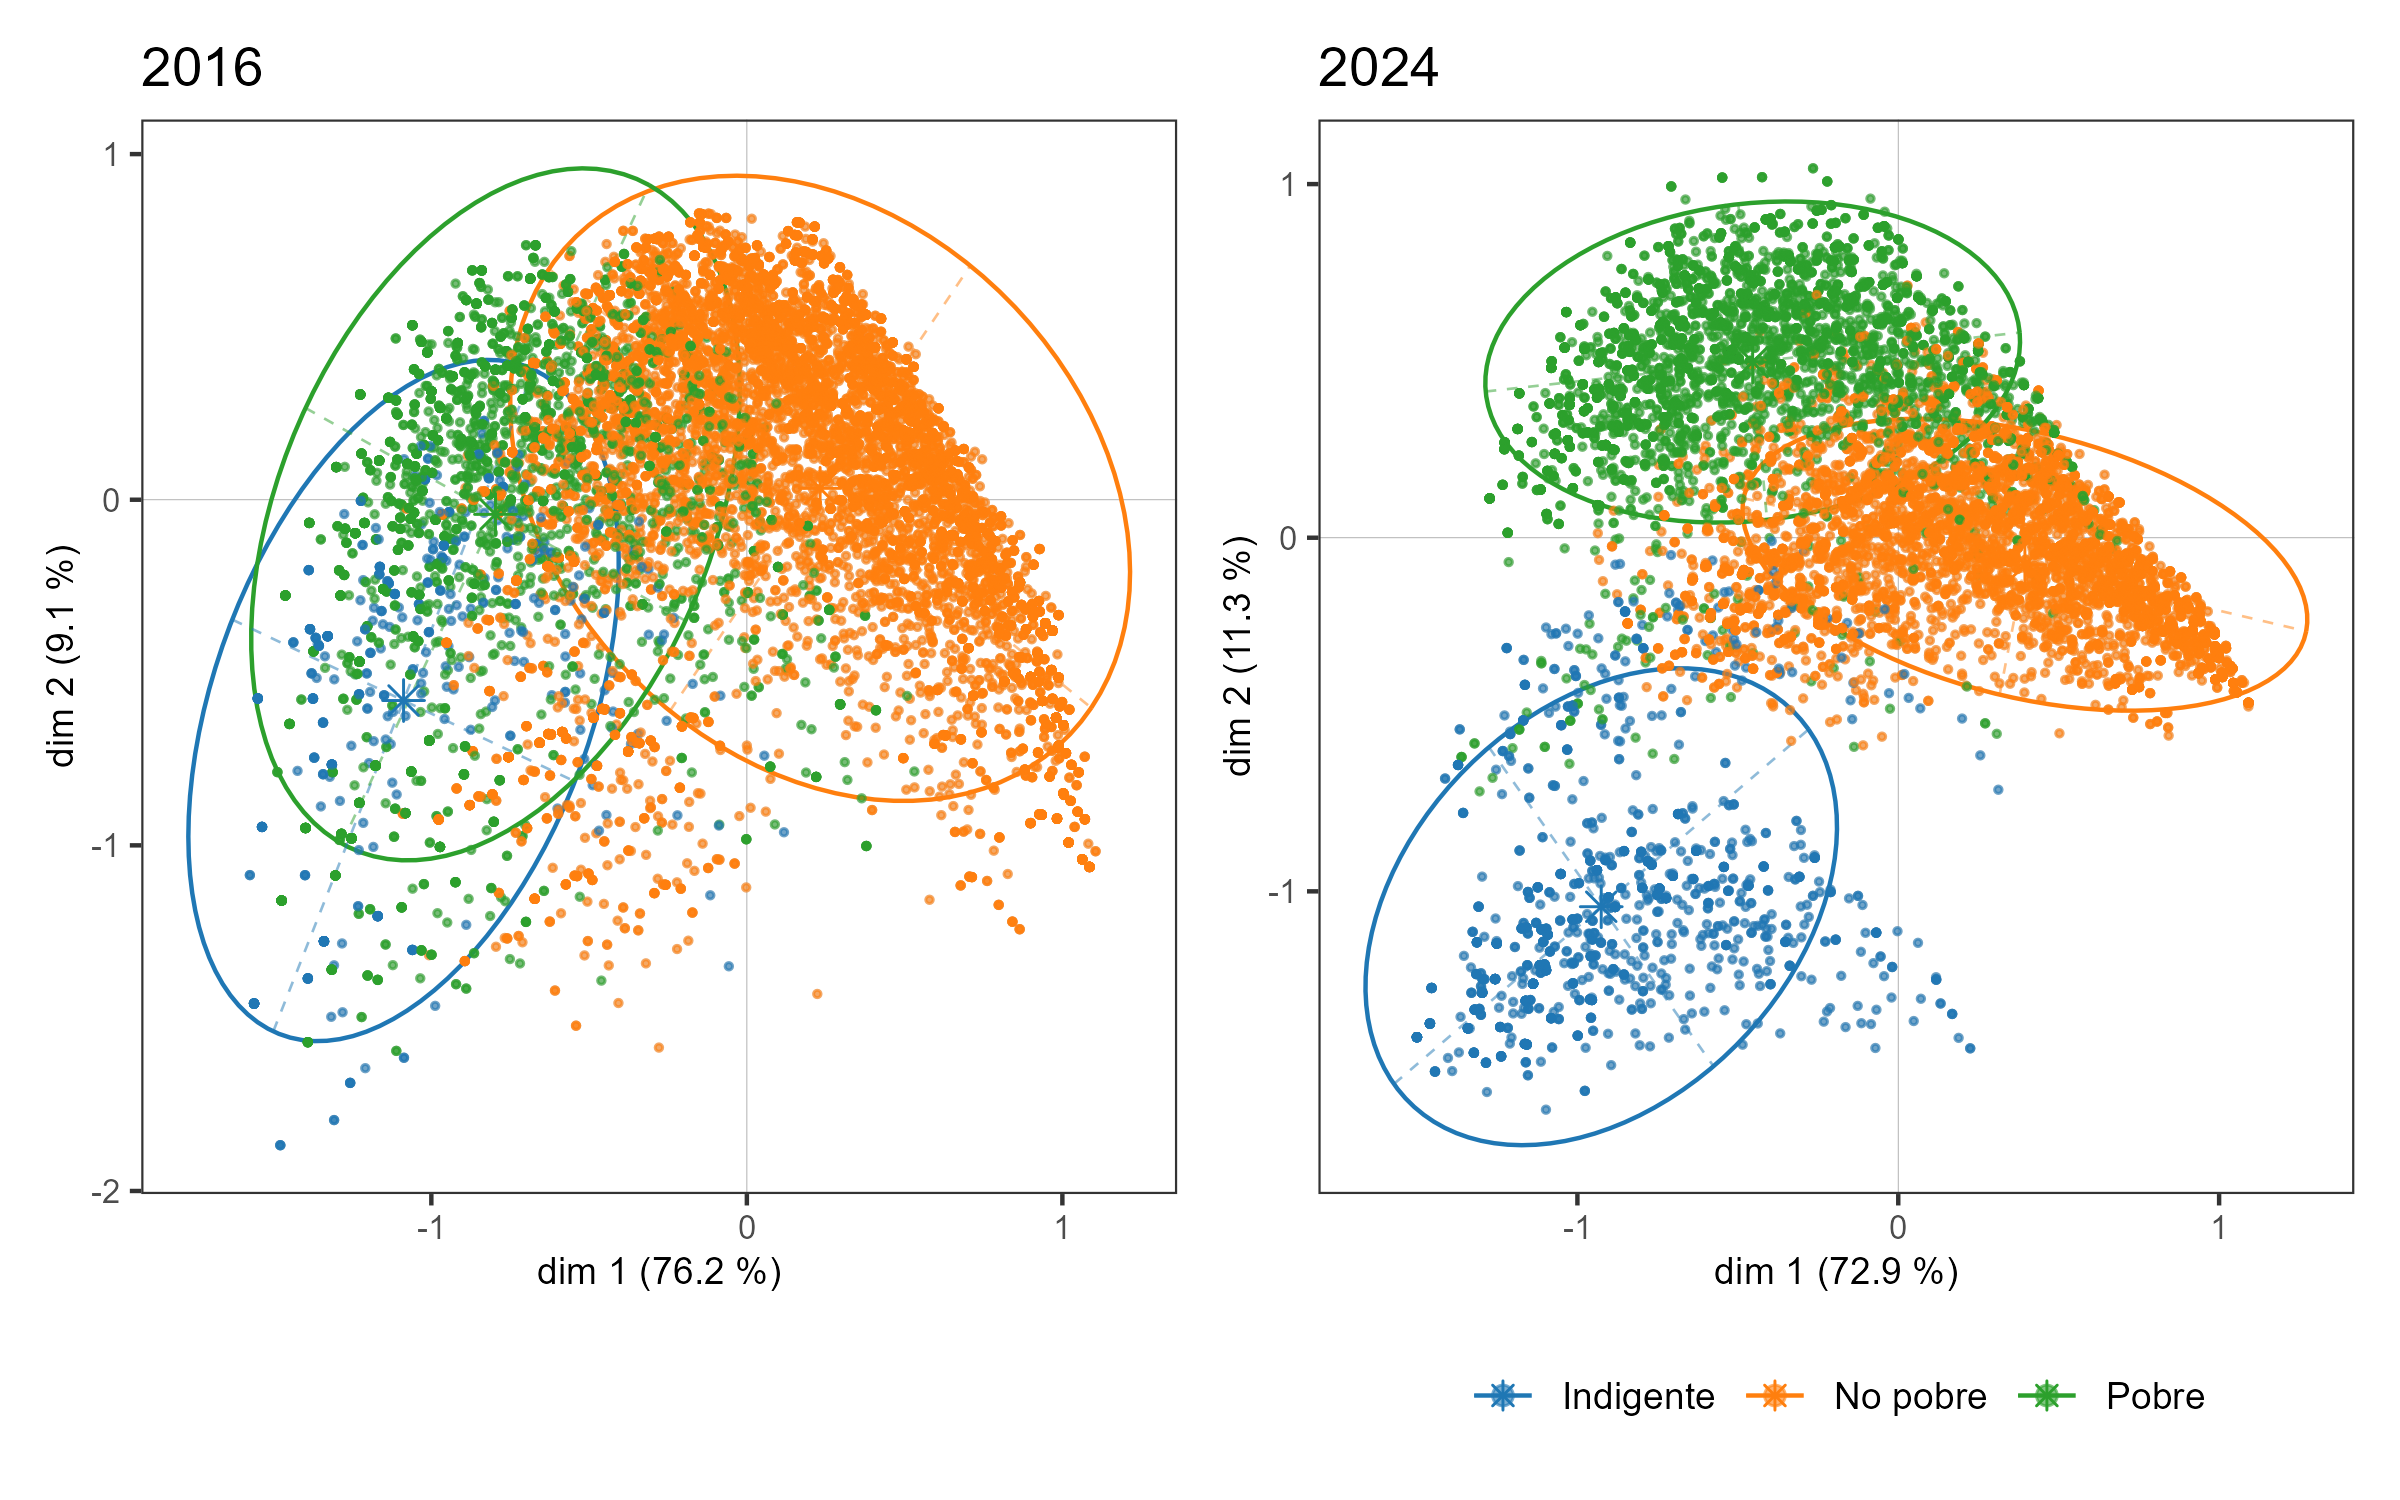 2016
2024
1
0
-1
-2
dim 2 (9.1 %)
-1 0 1
dim 1 (76.2 %)
1
0
-1
dim 2 (11.3 %)
-1 0 1
dim 1 (72.9 %)
Indigente No pobre Pobre